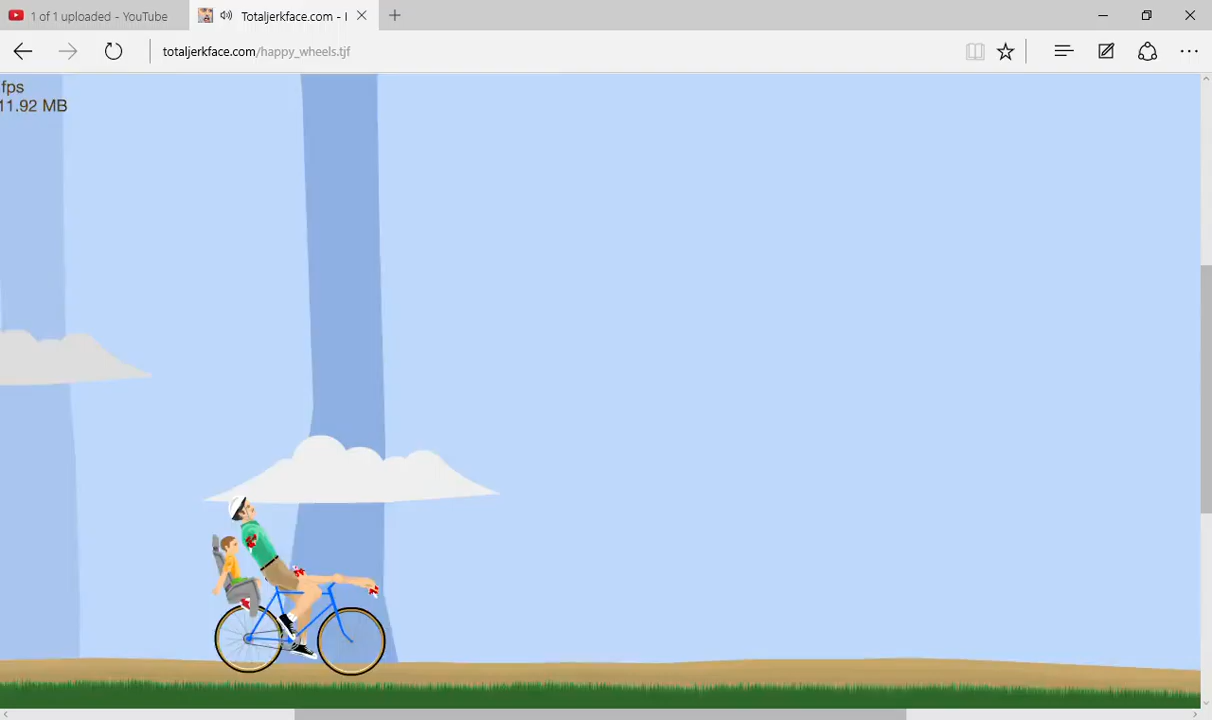 1 of 1 uploaded - YouTube
Totaljerkface.com -
totaljerkface.com/happy_wheels.tjf
fps
11.92 MB